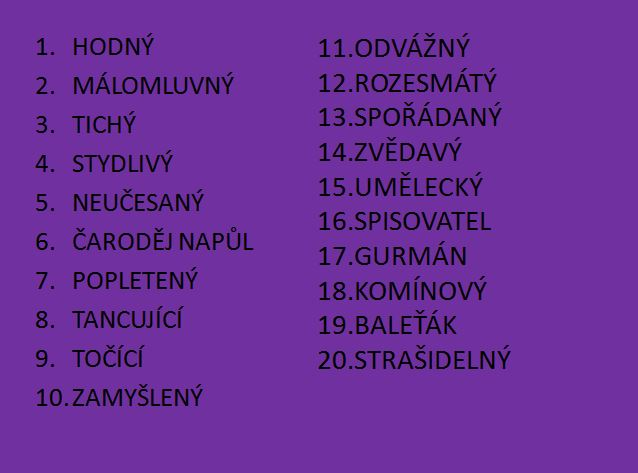 1. HODNÝ
2. MÁLOMLUVNÝ
3. TICHÝ
4. STYDLIVÝ
5. NEUČESANÝ
6. ČARODĚJ NAPŮL
7. POPLETENÝ
8. TANCUJÍCÍ
9. TOČÍCÍ
10. ZAMYŠLENÝ
11.ODVÁŽNÝ
12.ROZESMÁTÝ
13.SPOŘÁDANÝ
14.ZVĚDAVÝ
15.UMĚLECKÝ
16.SPISOVATEL
17.GURMÁN
18.KOMÍNOVÝ
19.BALEŤÁK
20.STRAŠIDELNÝ